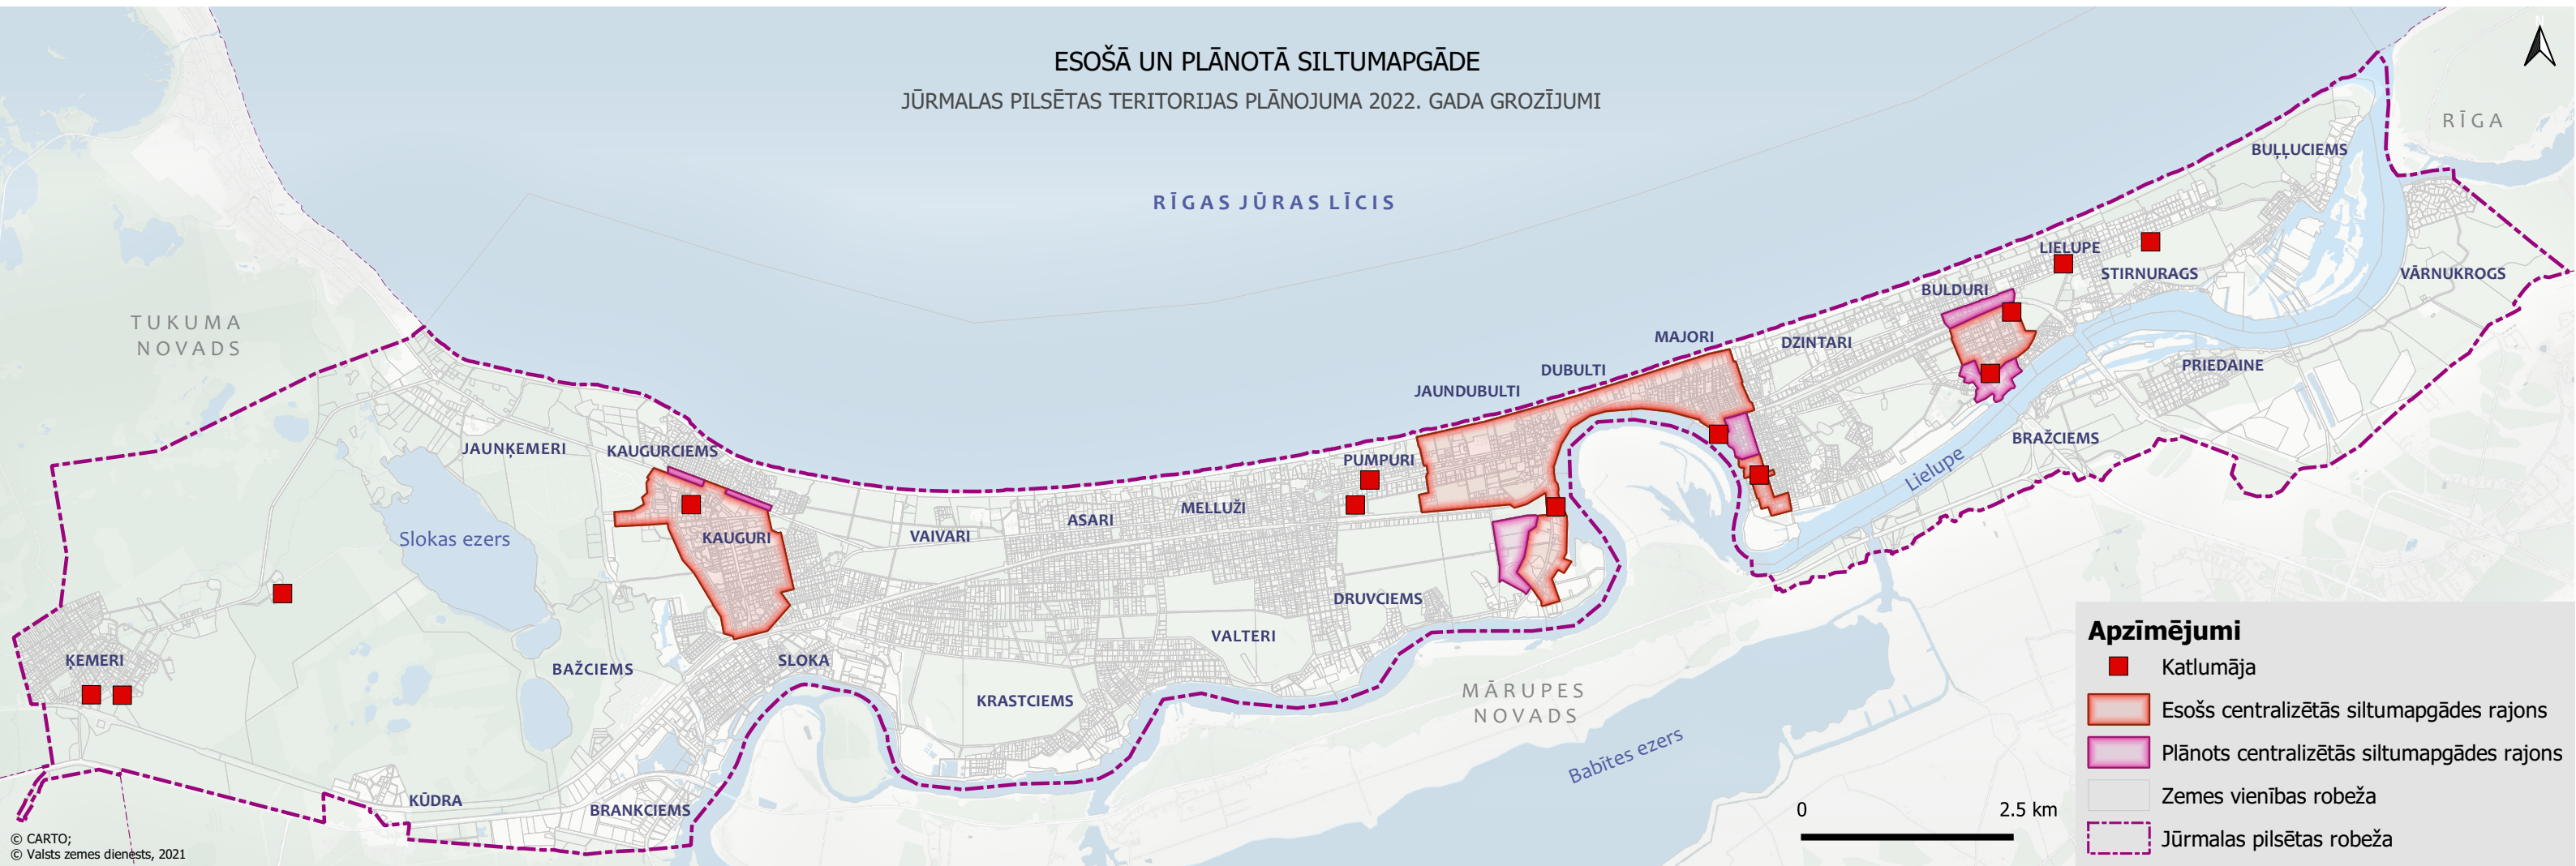 ESOŠĀ UN PLĀNOTĀ SILTUMAPGĀDE
JŪRMALAS PILSĒTAS TERITORIJAS PLĀNOJUMA 2022. GADA GROZĪJUMI
N
RĪGA
BUĻĻUCIEMS
RĪGAS JŪRAS LĪCIS
LIELUPE
STIRNURAGS
VĀRNUKROGS
BULDURI
TUKUMA
NOVADS
MAJORI
DZINTARI
PRIEDAINE
DUBULTI
JAUNDUBULTI
BRAŽCIEMS
JAUNĶEMERI
KAUGURCIEMS
PUMPURI
Lielupe
MELLUŽI
ASARI
VAIVARI
KAUGURI
Slokas ezers
DRUVCIEMS
VALTERI
ĶEMERI
BAŽCIEMS
SLOKA
KRASTCIEMS
MĀRUPES
NOVADS
Babītes ezers
KŪDRA
BRANKCIEMS
0
2.5 km
Apzīmējumi
Katlumāja
Esošs centralizētās siltumapgādes rajons
Plānots centralizētās siltumapgādes rajons
Zemes vienības robeža
Jūrmalas pilsētas robeža
© CARTO;
© Valsts zemes dienests, 2021